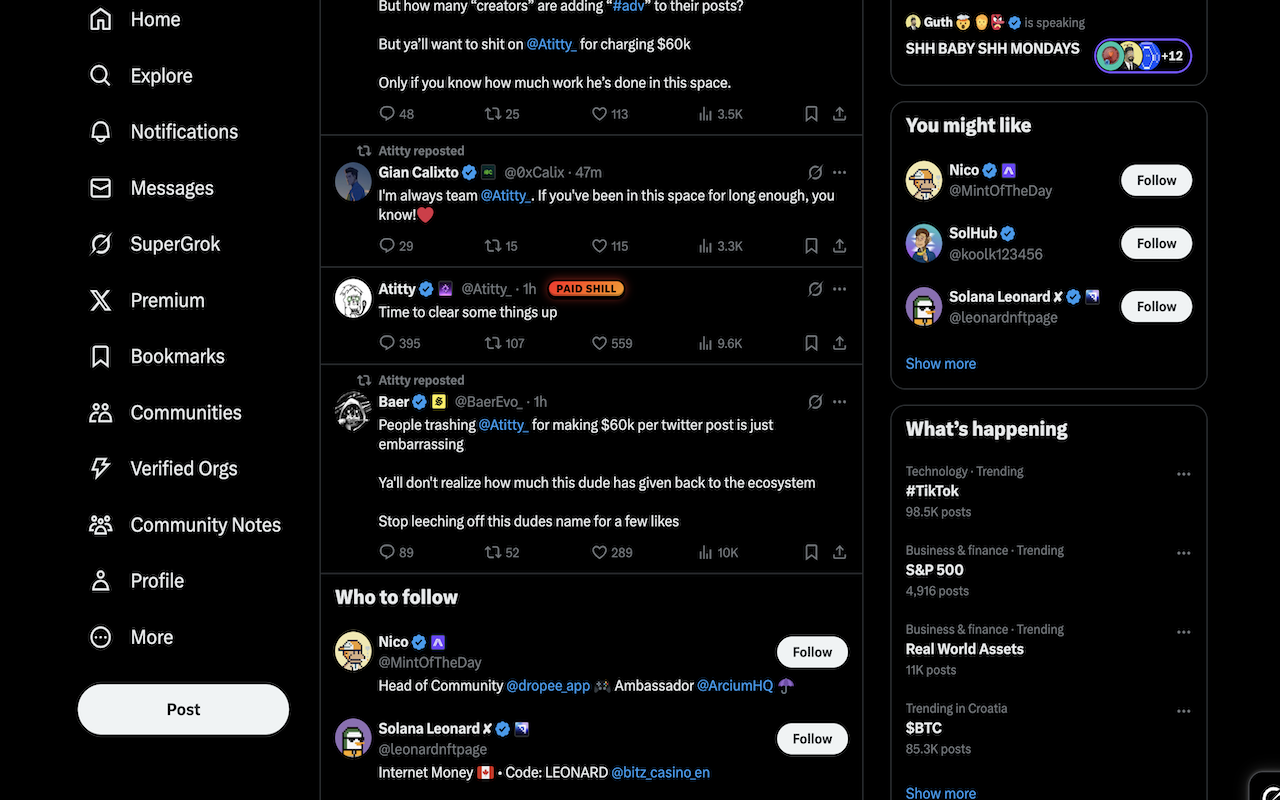 Home
Explore
Notifications
Messages
SuperGrok
Premium
Bookmarks
Communities
Verified Orgs
Community Notes
Profile
More
Post
But how many “creators” are adding “#adv” to their posts?
But ya’ll want to shit on @Atitty_ for charging $60k
Only if you know how much work he’s done in this space.
48 25 113 3.5K
Atitty reposted
Gian Calixto @0xCalix · 47m
I'm always team @Atitty_. If you've been in this space for long enough, you
know!
29 15 115 3.3K
Atitty @Atitty_ · 1h PAID SHILL
Time to clear some things up
395 107 559 9.6K
Atitty reposted
Baer @BaerEvo_ · 1h
People trashing @Atitty_ for making $60k per twitter post is just
embarrassing
Ya'll don't realize how much this dude has given back to the ecosystem
Stop leeching off this dudes name for a few likes
89 52 289 10K
Who to follow
Nico
@MintOfTheDay
Follow
Head of Community @dropee_app 🎮 Ambassador @ArciumHQ ☂️
Solana Leonard ✘
@leonardnftpage
Follow
Internet Money 🇨🇦 • Code: LEONARD @bitz_casino_en
Guth is speaking
SHH BABY SHH MONDAYS
+12
You might like
Nico
@MintOfTheDay
Follow
SolHub
@koolk123456
Follow
Solana Leonard ✘
@leonardnftpage
Follow
Show more
What’s happening
Technology · Trending
#TikTok
98.5K posts
Business & finance · Trending
S&P 500
4,916 posts
Business & finance · Trending
Real World Assets
11K posts
Trending in Croatia
$BTC
85.3K posts
Show more